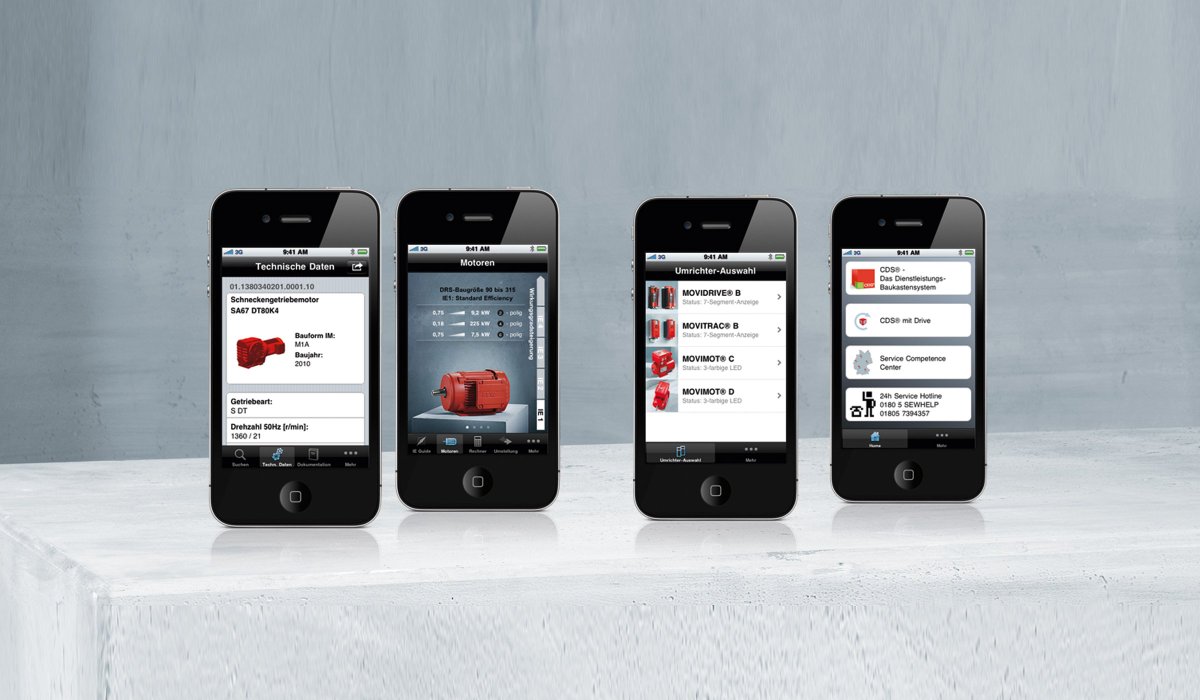 3G 9:41 AM
Technische Daten
01.1380340201.0001.10
Schneckengetriebemotor
SA67 DT80K4
Bauform IM:
M1A
Baujahr:
2010
Getriebeart:
S DT
Drehzahl 50Hz [r/min]:
1360 / 21
Suchen Techn. Daten Dokumentation Mehr
3G 9:41 AM
Motoren
DRS-Baugröße 90 bis 315
IE1: Standard Efficiency
0,75 9,2 kW 2 - polig
0,18 225 kW 4 - polig
0,75 7,5 kW 6 - polig
Wirkungsgradsteigerung
IE 4
IE 3
IE 2
IE 1
IE Guide Motoren Rechner Umstellung Mehr
3G 9:41 AM
Umrichter-Auswahl
MOVIDRIVE® B
Status: 7-Segment-Anzeige
MOVITRAC® B
Status: 7-Segment-Anzeige
MOVIMOT® C
Status: 3-farbige LED
MOVIMOT® D
Status: 3-farbige LED
Umrichter-Auswahl Mehr
3G 9:41 AM
CDS® -
Das Dienstleistungs-
Baukastensystem
CDS® mit Drive
Service Competence
Center
24h Service Hotline
0180 5 SEWHELP
01805 7394357
Home Mehr